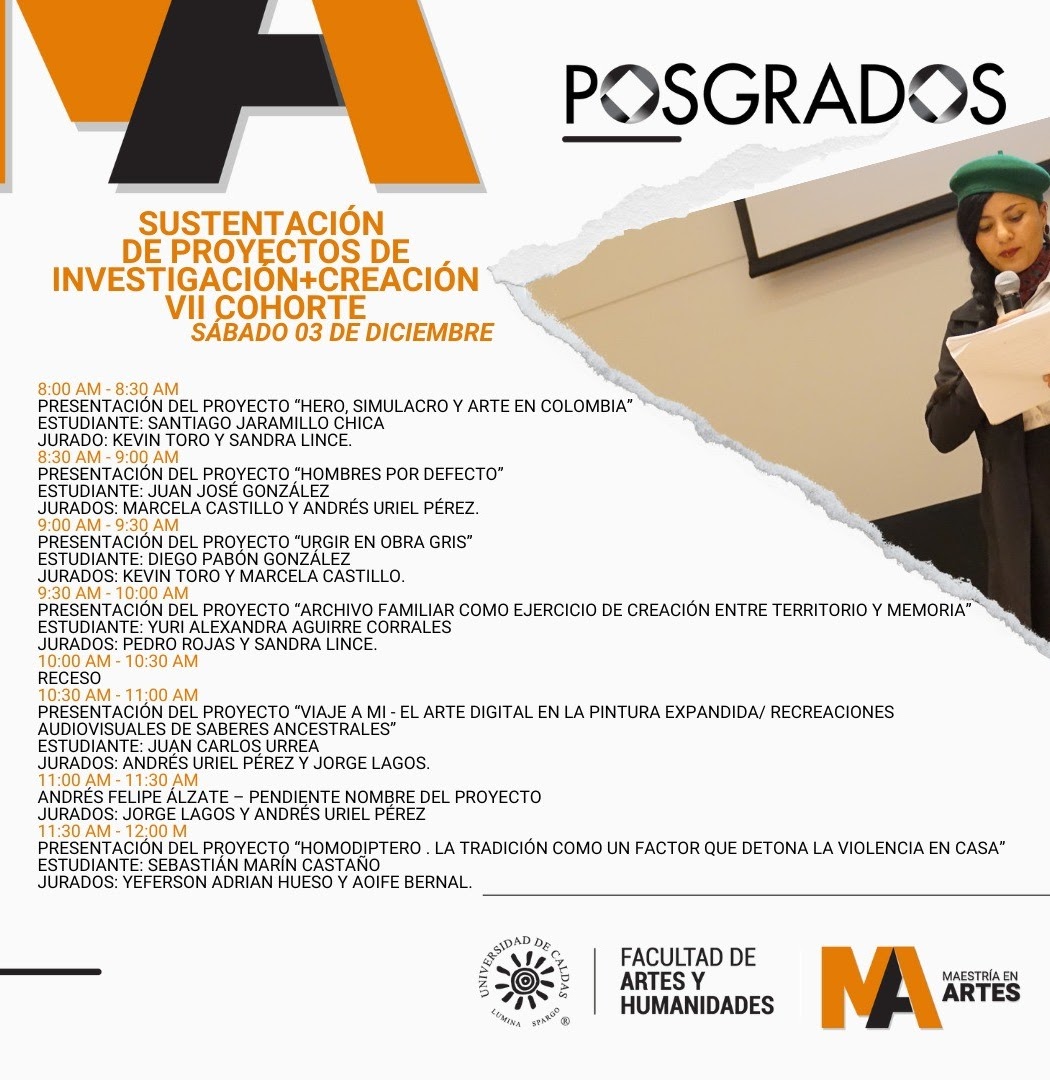 MA
POSGRADOS
SUSTENTACIÓN
DE PROYECTOS DE
INVESTIGACIÓN+CREACIÓN
VII COHORTE
SÁBADO 03 DE DICIEMBRE
8:00 AM - 8:30 AM
PRESENTACIÓN DEL PROYECTO “HERO, SIMULACRO Y ARTE EN COLOMBIA”
ESTUDIANTE: SANTIAGO JARAMILLO CHICA
JURADO: KEVIN TORO Y SANDRA LINCE.
8:30 AM - 9:00 AM
PRESENTACIÓN DEL PROYECTO “HOMBRES POR DEFECTO”
ESTUDIANTE: JUAN JOSÉ GONZÁLEZ
JURADOS: MARCELA CASTILLO Y ANDRÉS URIEL PÉREZ.
9:00 AM - 9:30 AM
PRESENTACIÓN DEL PROYECTO “URGIR EN OBRA GRIS”
ESTUDIANTE: DIEGO PABÓN GONZÁLEZ
JURADOS: KEVIN TORO Y MARCELA CASTILLO.
9:30 AM - 10:00 AM
PRESENTACIÓN DEL PROYECTO “ARCHIVO FAMILIAR COMO EJERCICIO DE CREACIÓN ENTRE TERRITORIO Y MEMORIA”
ESTUDIANTE: YURI ALEXANDRA AGUIRRE CORRALES
JURADOS: PEDRO ROJAS Y SANDRA LINCE.
10:00 AM - 10:30 AM
RECESO
10:30 AM - 11:00 AM
PRESENTACIÓN DEL PROYECTO “VIAJE A MI - EL ARTE DIGITAL EN LA PINTURA EXPANDIDA/ RECREACIONES
AUDIOVISUALES DE SABERES ANCESTRALES”
ESTUDIANTE: JUAN CARLOS URREA
JURADOS: ANDRÉS URIEL PÉREZ Y JORGE LAGOS.
11:00 AM - 11:30 AM
ANDRÉS FELIPE ÁLZATE – PENDIENTE NOMBRE DEL PROYECTO
JURADOS: JORGE LAGOS Y ANDRÉS URIEL PÉREZ
11:30 AM - 12:00 M
PRESENTACIÓN DEL PROYECTO “HOMODIPTERO . LA TRADICIÓN COMO UN FACTOR QUE DETONA LA VIOLENCIA EN CASA”
ESTUDIANTE: SEBASTIÁN MARÍN CASTAÑO
JURADOS: YEFERSON ADRIAN HUESO Y AOIFE BERNAL.
UNIVERSIDAD DE CALDAS
LUMINA SPARGO ®
FACULTAD DE
ARTES Y
HUMANIDADES
MA
MAESTRÍA EN
ARTES